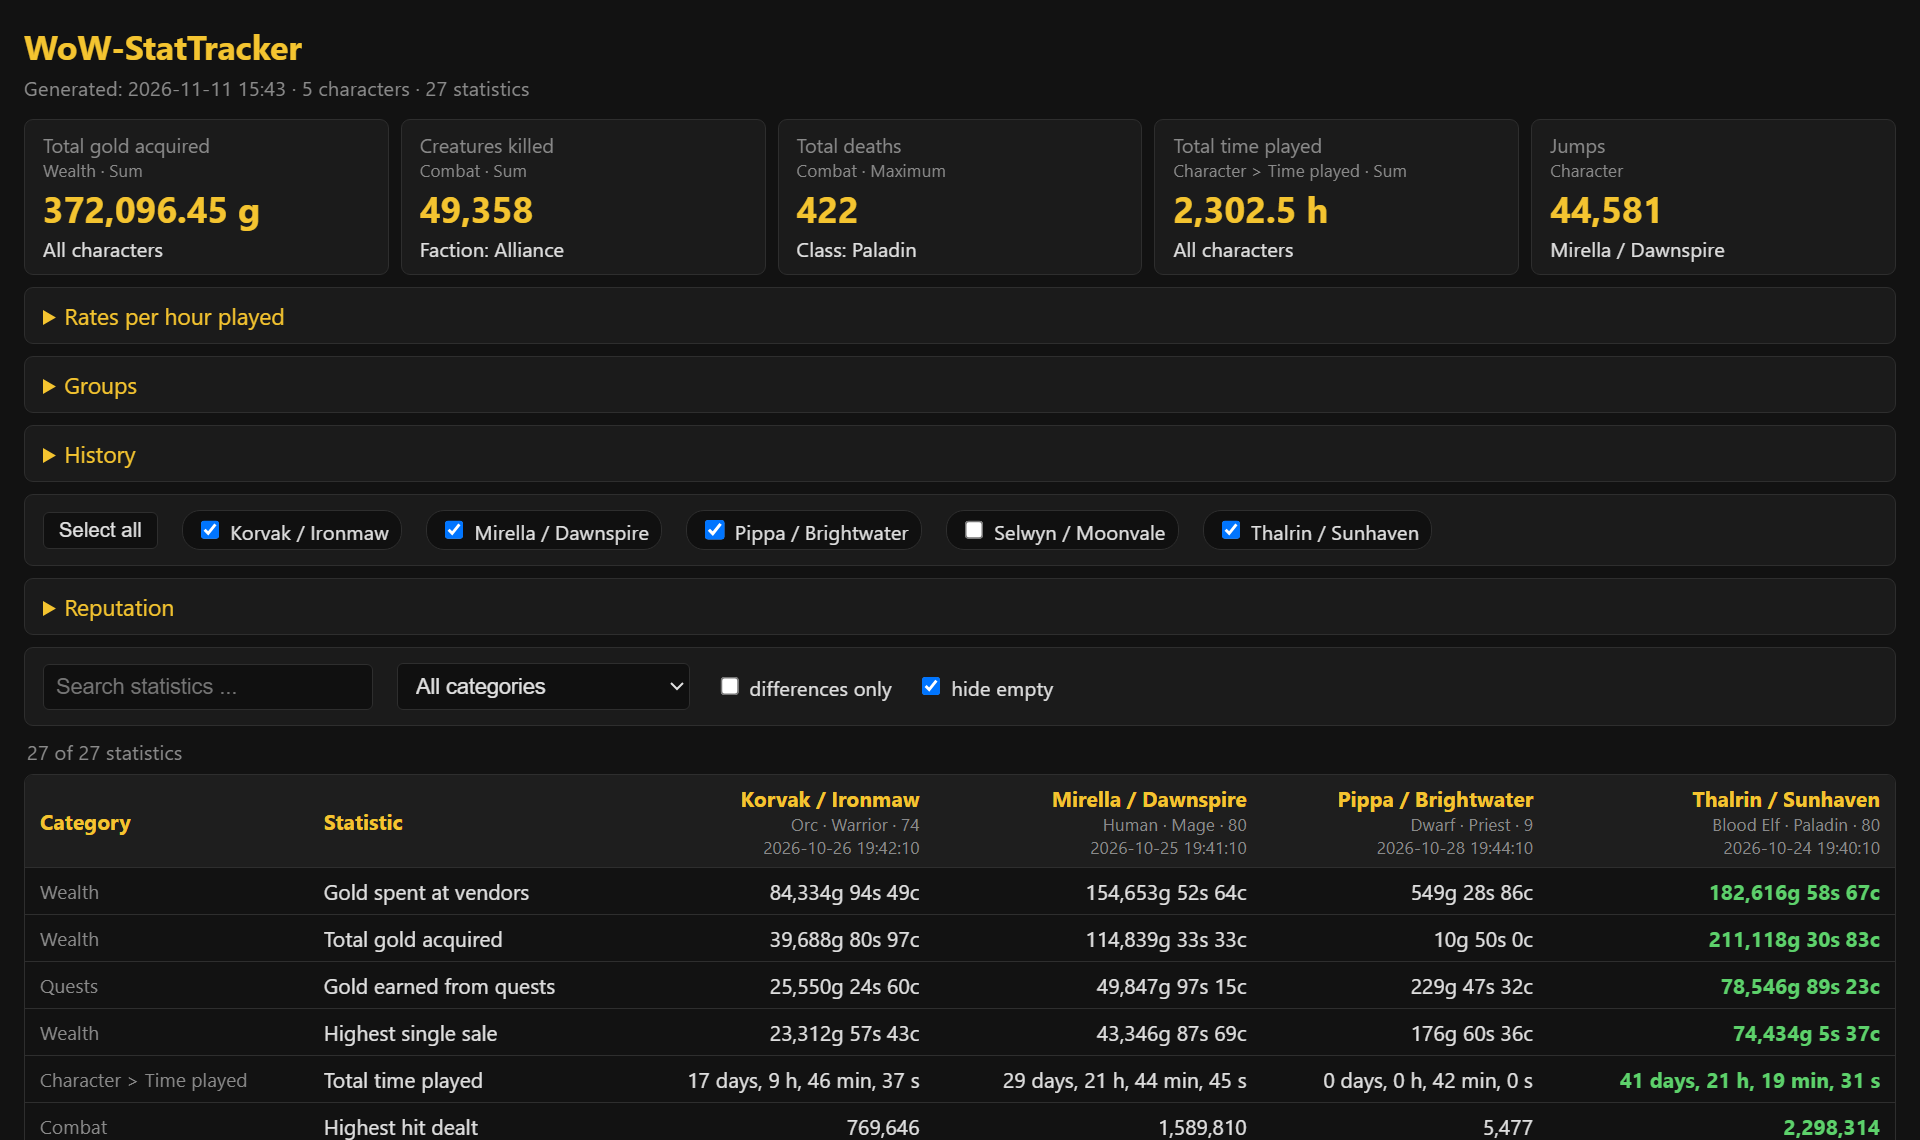 WoW-StatTracker
Generated: 2026-11-11 15:43 · 5 characters · 27 statistics
Total gold acquired
Wealth · Sum
372,096.45 g
All characters
Creatures killed
Combat · Sum
49,358
Faction: Alliance
Total deaths
Combat · Maximum
422
Class: Paladin
Total time played
Character > Time played · Sum
2,302.5 h
All characters
Jumps
Character
44,581
Mirella / Dawnspire
Rates per hour played
Groups
History
Select all Korvak / Ironmaw Mirella / Dawnspire Pippa / Brightwater Selwyn / Moonvale Thalrin / Sunhaven
Reputation
Search statistics ... All categories differences only hide empty
27 of 27 statistics
Category Statistic Korvak / Ironmaw Mirella / Dawnspire Pippa / Brightwater Thalrin / Sunhaven
Orc · Warrior · 74 Human · Mage · 80 Dwarf · Priest · 9 Blood Elf · Paladin · 80
2026-10-26 19:42:10 2026-10-25 19:41:10 2026-10-28 19:44:10 2026-10-24 19:40:10
Wealth Gold spent at vendors 84,334g 94s 49c 154,653g 52s 64c 549g 28s 86c 182,616g 58s 67c
Wealth Total gold acquired 39,688g 80s 97c 114,839g 33s 33c 10g 50s 0c 211,118g 30s 83c
Quests Gold earned from quests 25,550g 24s 60c 49,847g 97s 15c 229g 47s 32c 78,546g 89s 23c
Wealth Highest single sale 23,312g 57s 43c 43,346g 87s 69c 176g 60s 36c 74,434g 5s 37c
Character > Time played Total time played 17 days, 9 h, 46 min, 37 s 29 days, 21 h, 44 min, 45 s 0 days, 0 h, 42 min, 0 s 41 days, 21 h, 19 min, 31 s
Combat Highest hit dealt 769,646 1,589,810 5,477 2,298,314